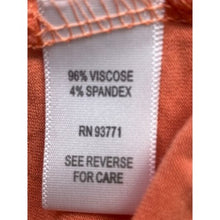 96% VISCOSE
4% SPANDEX
RN 93771
SEE REVERSE
FOR CARE